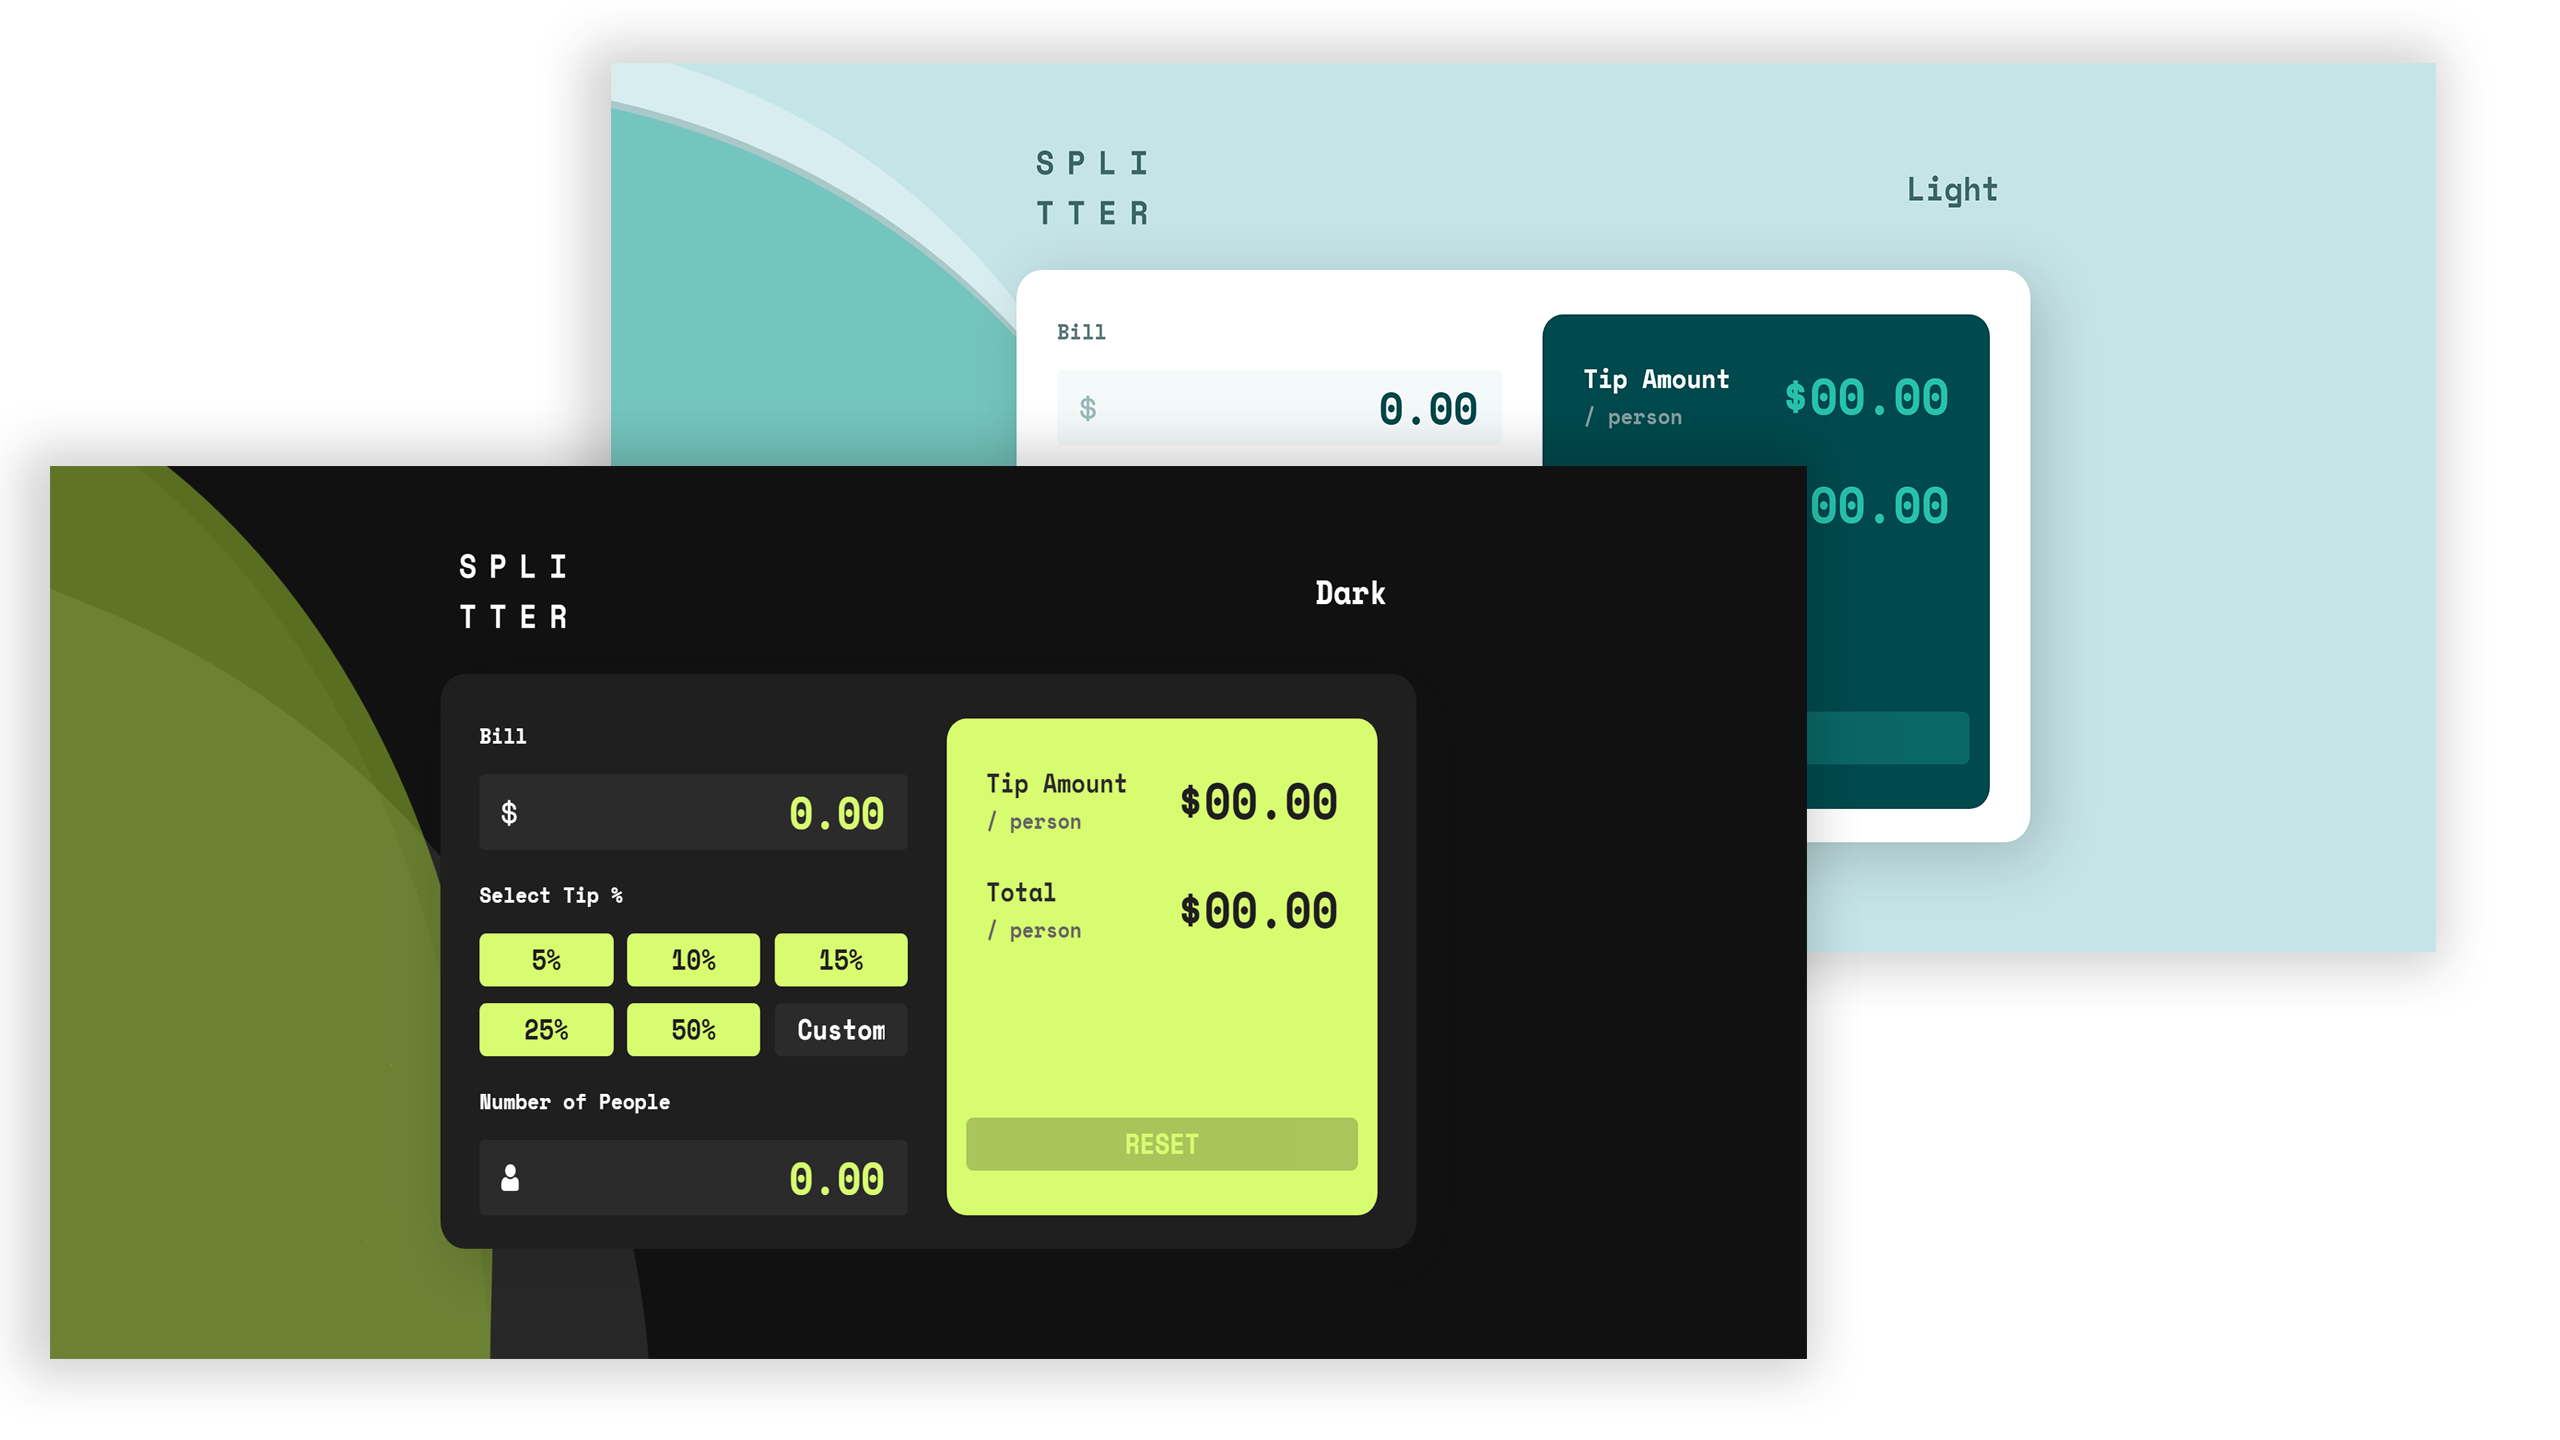 S P L I
T T E R
Light
Bill
$ 0.00
Tip Amount
/ person
$00.00
00.00
S P L I
T T E R
Dark
Bill
$ 0.00
Select Tip %
5% 10% 15%
25% 50% Custom
Number of People
0.00
Tip Amount
/ person
$00.00
Total
/ person
$00.00
RESET